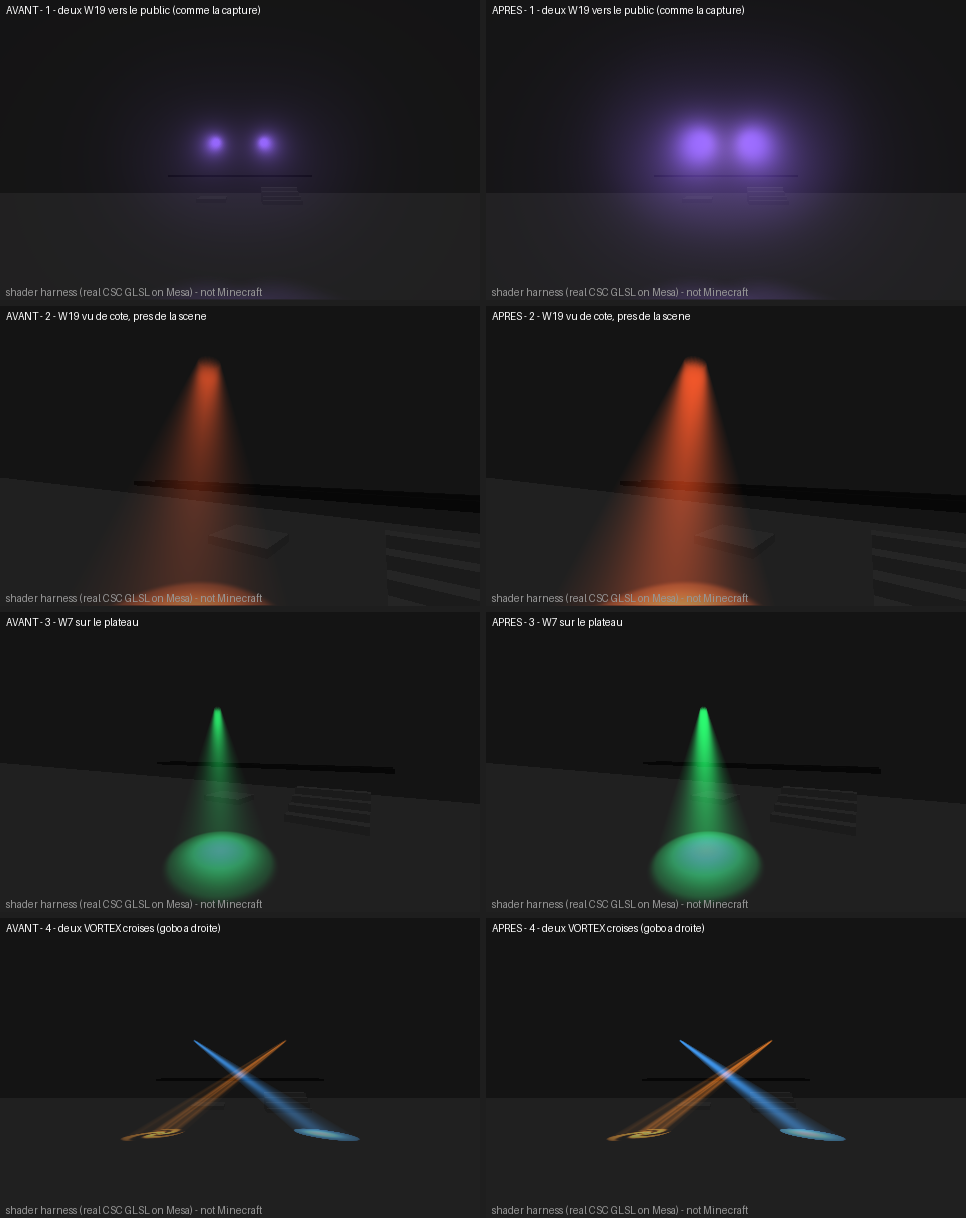 AVANT - 1 - deux W19 vers le public (comme la capture)
APRES - 1 - deux W19 vers le public (comme la capture)
shader harness (real CSC GLSL on Mesa) - not Minecraft
shader harness (real CSC GLSL on Mesa) - not Minecraft
AVANT - 2 - W19 vu de cote, pres de la scene
APRES - 2 - W19 vu de cote, pres de la scene
shader harness (real CSC GLSL on Mesa) - not Minecraft
shader harness (real CSC GLSL on Mesa) - not Minecraft
AVANT - 3 - W7 sur le plateau
APRES - 3 - W7 sur le plateau
shader harness (real CSC GLSL on Mesa) - not Minecraft
shader harness (real CSC GLSL on Mesa) - not Minecraft
AVANT - 4 - deux VORTEX croises (gobo a droite)
APRES - 4 - deux VORTEX croises (gobo a droite)
shader harness (real CSC GLSL on Mesa) - not Minecraft
shader harness (real CSC GLSL on Mesa) - not Minecraft